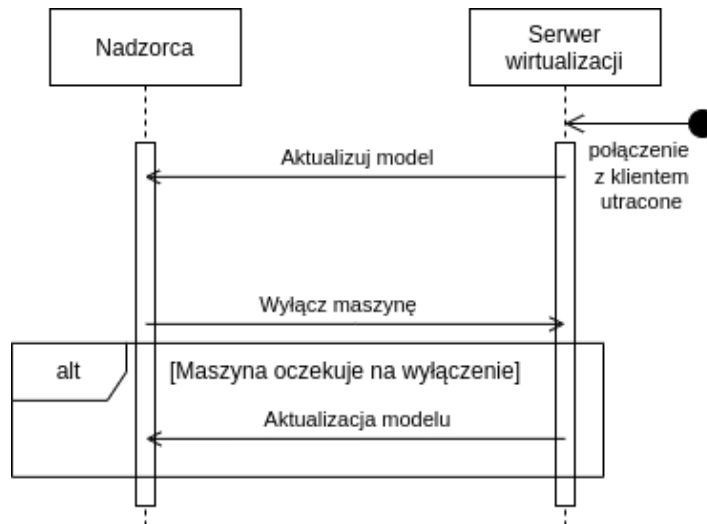 Nadzorca
Serwer
wirtualizacji
połączenie
z klientem
utracone
Aktualizuj model
Wyłącz maszynę
alt
[Maszyna oczekuje na wyłączenie]
Aktualizacja modelu